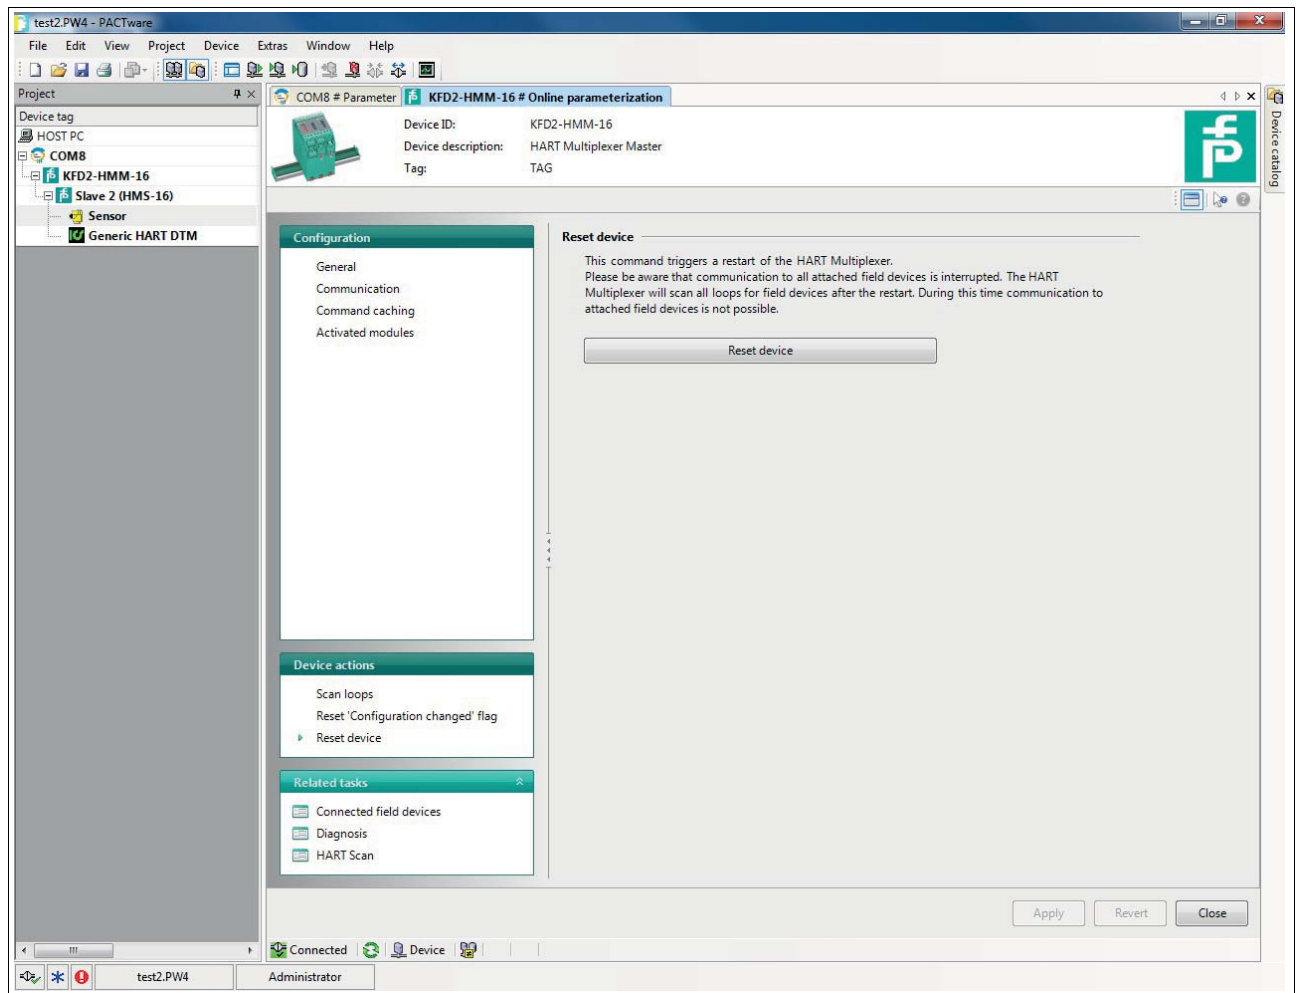 test2.PW4 - PACTware
File Edit View Project Device Extras Window Help
Project
Device tag
HOST PC
COM8
KFD2-HMM-16
Slave 2 (HMS-16)
Sensor
Generic HART DTM
COM8 # Parameter
KFD2-HMM-16 # Online parameterization
Device ID: KFD2-HMM-16
Device description: HART Multiplexer Master
Tag: TAG
Device catalog
Configuration
General
Communication
Command caching
Activated modules
Reset device
This command triggers a restart of the HART Multiplexer.
Please be aware that communication to all attached field devices is interrupted. The HART
Multiplexer will scan all loops for field devices after the restart. During this time communication to
attached field devices is not possible.
Reset device
Device actions
Scan loops
Reset 'Configuration changed' flag
Reset device
Related tasks
Connected field devices
Diagnosis
HART Scan
Apply Revert Close
Connected Device
test2.PW4 Administrator